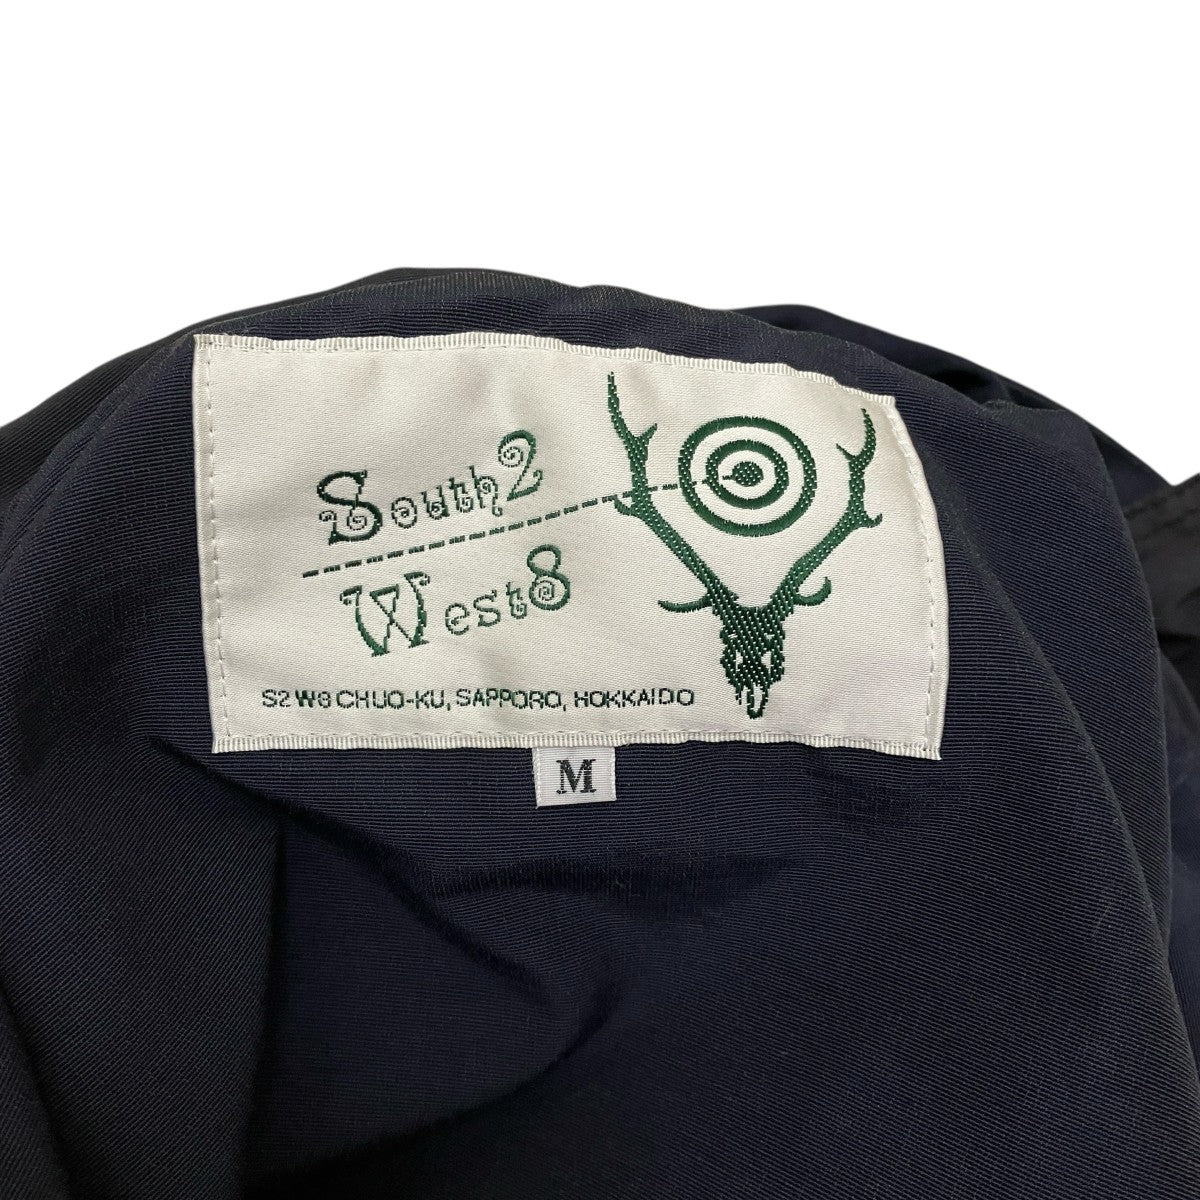 South2
West8
S2 W8 CHUO-KU, SAPPORO, HOKKAIDO
M